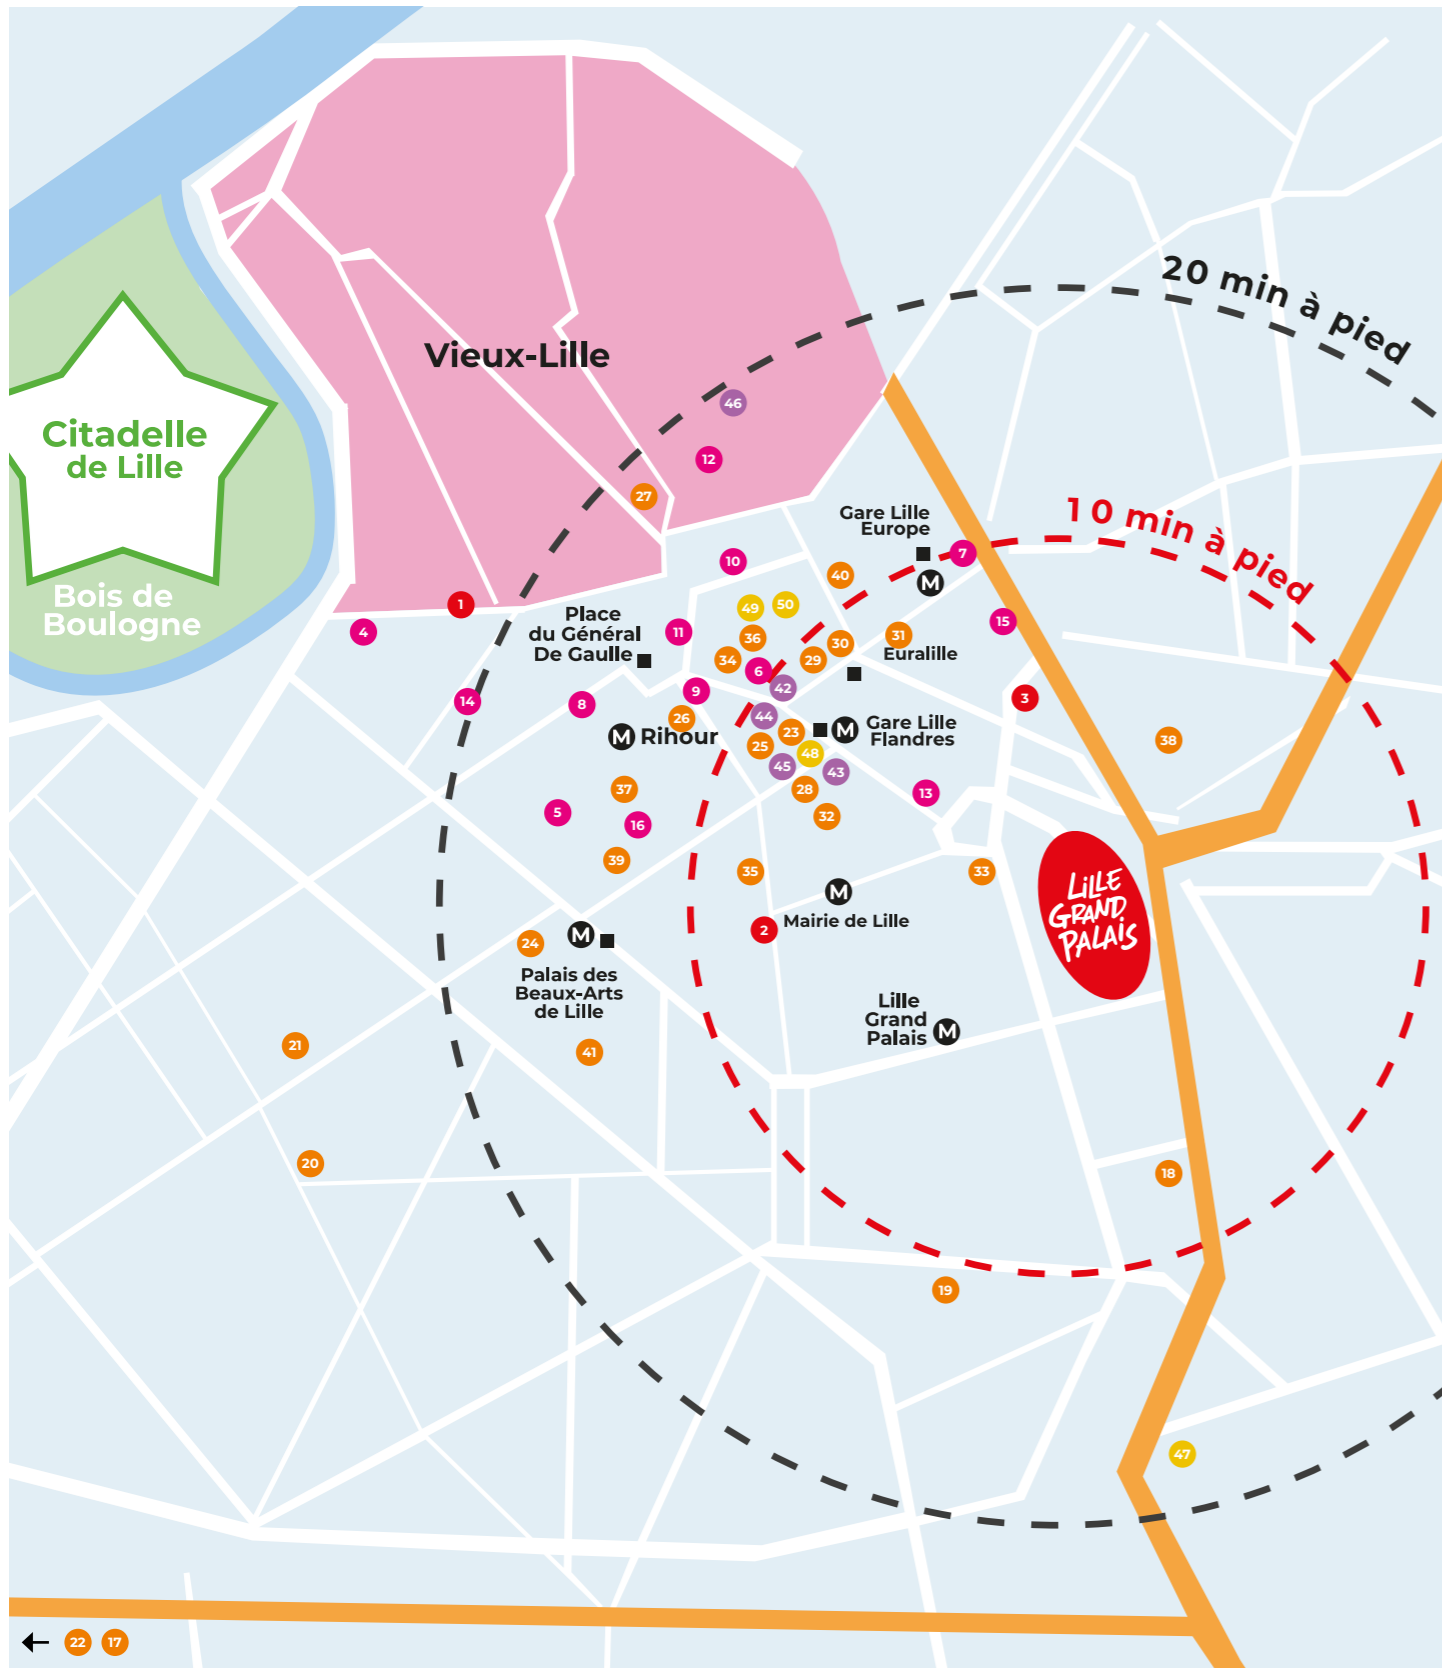 20 min à pied
Vieux-Lille
46
Citadelle
de Lille
12
27
10 min à pied
Gare Lille
Europe
7
M
10
40
Bois de
Boulogne
1
4
49
50
Place
du Général
De Gaulle
11
36
15
31
30
Euralille
34
29
6
42
9
3
14
8
26
44
M Rihour
23
M
Gare Lille
Flandres
38
25
48
45
43
37
28
13
5
16
32
39
35
33
M
Mairie de Lille
LiLLE
GRAND
PALAiS
2
24
M
Palais des
Beaux-Arts
de Lille
Lille
Grand
Palais
M
21
41
20
18
19
47
22
17